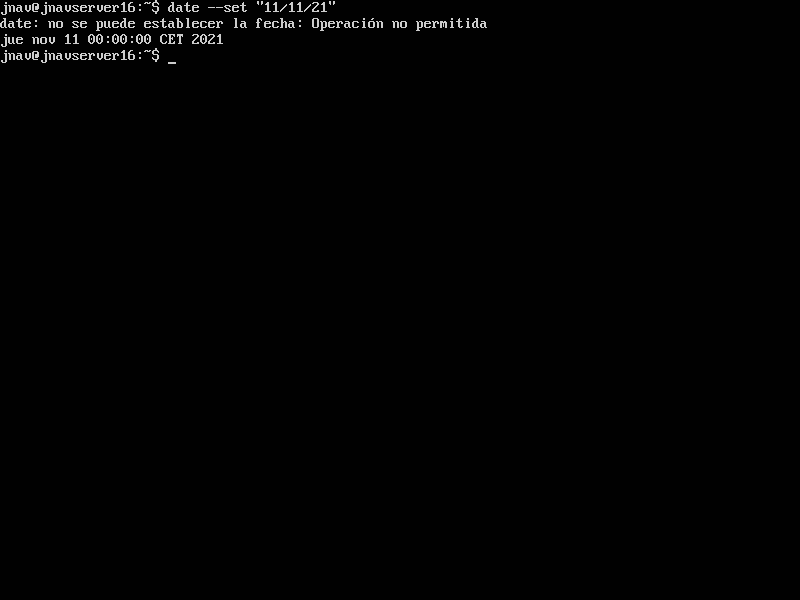 jnav@jnavserver16:~$ date --set "11/11/21"
date: no se puede establecer la fecha: Operación no permitida
jue nov 11 00:00:00 CET 2021
jnav@jnavserver16:~$ _